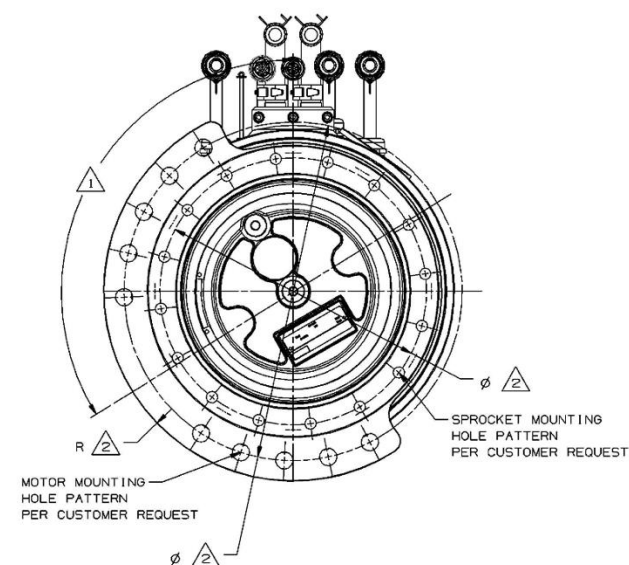 1
ø 2
SPROCKET MOUNTING
HOLE PATTERN
PER CUSTOMER REQUEST
R 2
MOTOR MOUNTING
HOLE PATTERN
PER CUSTOMER REQUEST
ø 2